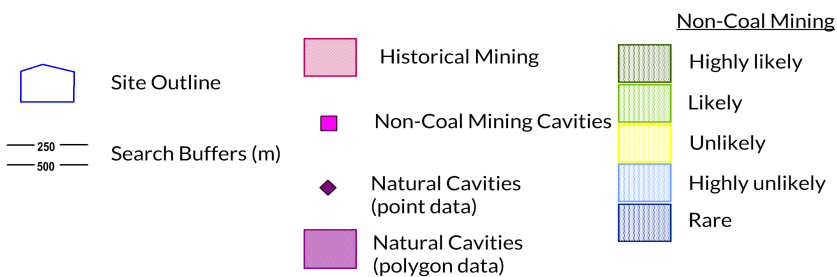 Site Outline
250
500
Search Buffers (m)
Historical Mining
Non-Coal Mining Cavities
Natural Cavities
(point data)
Natural Cavities
(polygon data)
Non-Coal Mining
Highly likely
Likely
Unlikely
Highly unlikely
Rare